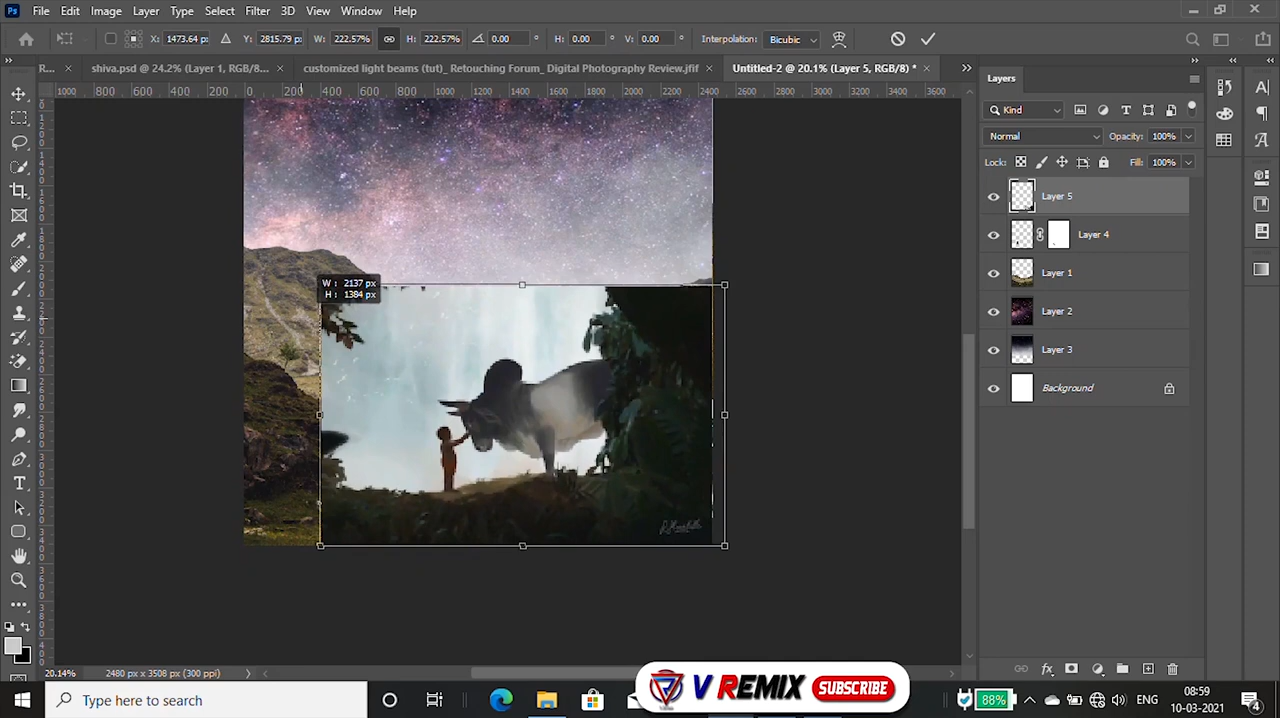 Ps File Edit Image Layer Type Select Filter 3D View Window Help
X: 1473.64 px Y: 2815.79 px W: 222.57% H: 222.57% 0.00 ° H: 0.00 ° V: 0.00 ° Interpolation: Bicubic
R... × shiva.psd @ 24.2% (Layer 1, RGB/8... × customized light beams (tut)_ Retouching Forum_ Digital Photography Review.jfif × Untitled-2 @ 20.1% (Layer 5, RGB/8) * ×
1000 800 600 400 200 0 200 400 600 800 1000 1200 1400 1600 1800 2000 2200 2400 2600 2800 3000 3200 3400 3600
Layers
Kind
Normal Opacity: 100%
Lock: Fill: 100%
Layer 5
Layer 4
Layer 1
Layer 2
Layer 3
Background
W : 2137 px
H : 1384 px
20.14% 2480 px x 3508 px (300 ppi)
Type here to search
V REMIX SUBSCRIBE
88% ENG 08:59
10-03-2021
4